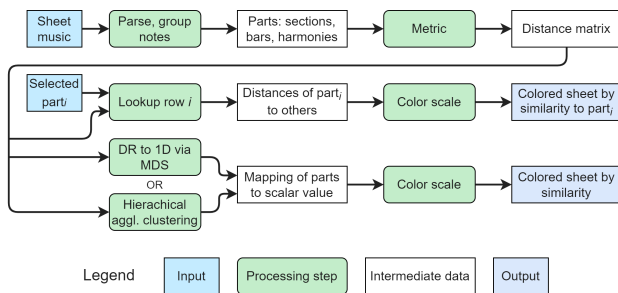 Sheet
music
Parse, group
notes
Parts: sections,
bars, harmonies
Metric
Distance matrix
Selected
part i
Lookup row i
Distances of part i
to others
Color scale
Colored sheet by
similarity to part i
DR to 1D via
MDS
OR
Hierachical
aggl. clustering
Mapping of parts
to scalar value
Color scale
Colored sheet by
similarity
Legend
Input
Processing step
Intermediate data
Output